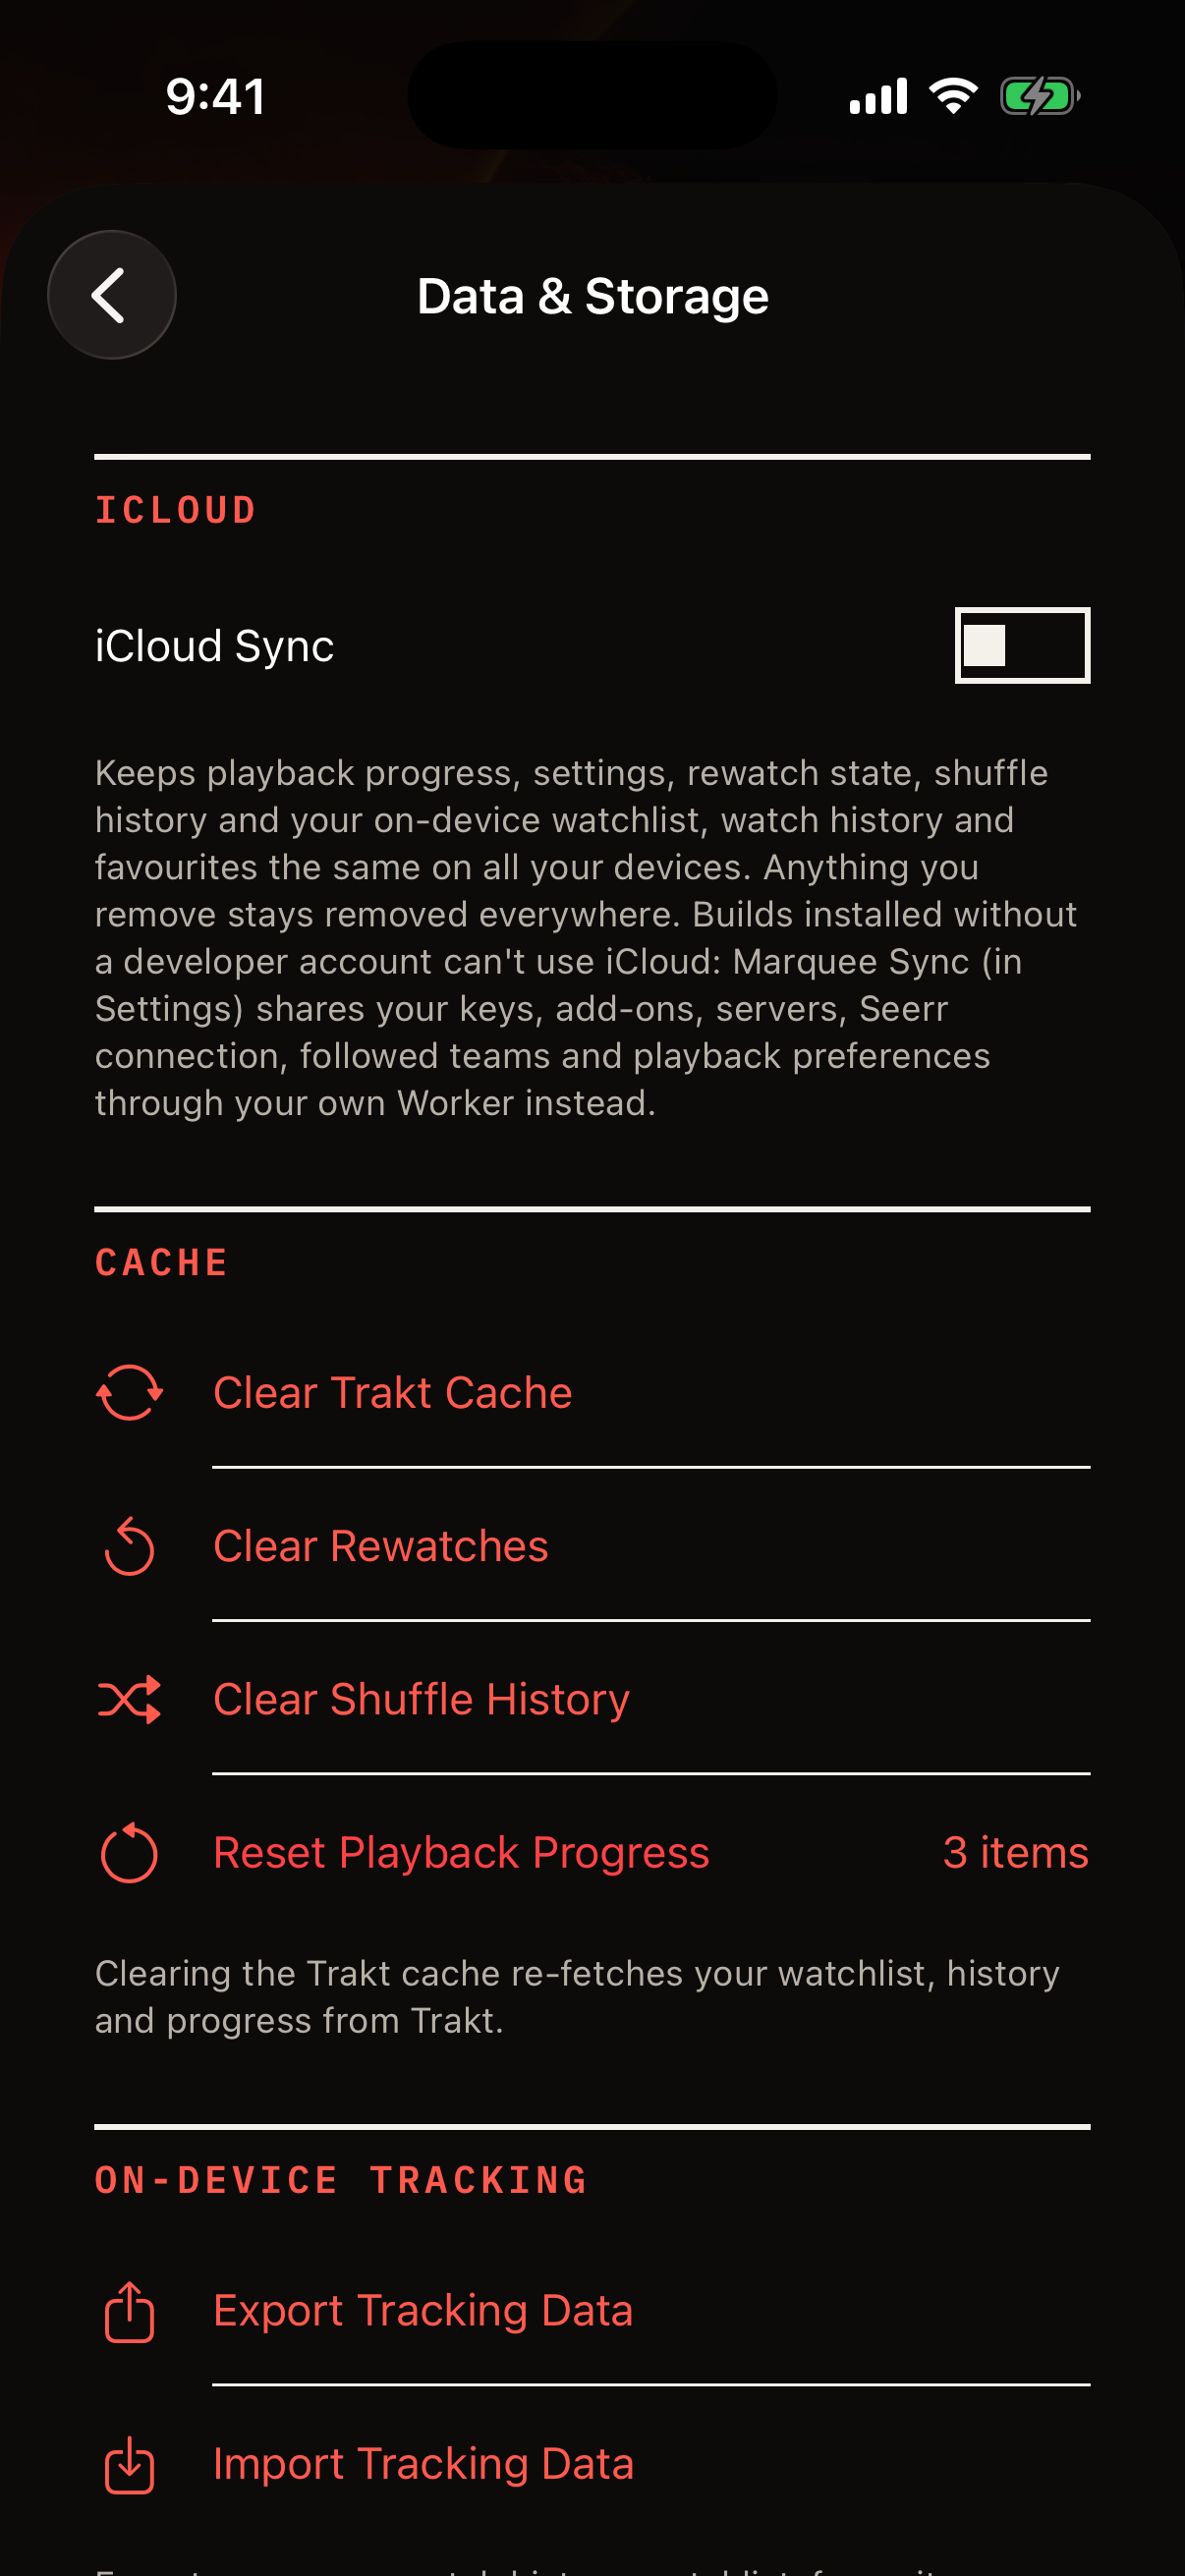 9:41
Data & Storage
ICLOUD
iCloud Sync
Keeps playback progress, settings, rewatch state, shuffle
history and your on-device watchlist, watch history and
favourites the same on all your devices. Anything you
remove stays removed everywhere. Builds installed without
a developer account can't use iCloud: Marquee Sync (in
Settings) shares your keys, add-ons, servers, Seerr
connection, followed teams and playback preferences
through your own Worker instead.
CACHE
Clear Trakt Cache
Clear Rewatches
Clear Shuffle History
Reset Playback Progress 3 items
Clearing the Trakt cache re-fetches your watchlist, history
and progress from Trakt.
ON-DEVICE TRACKING
Export Tracking Data
Import Tracking Data